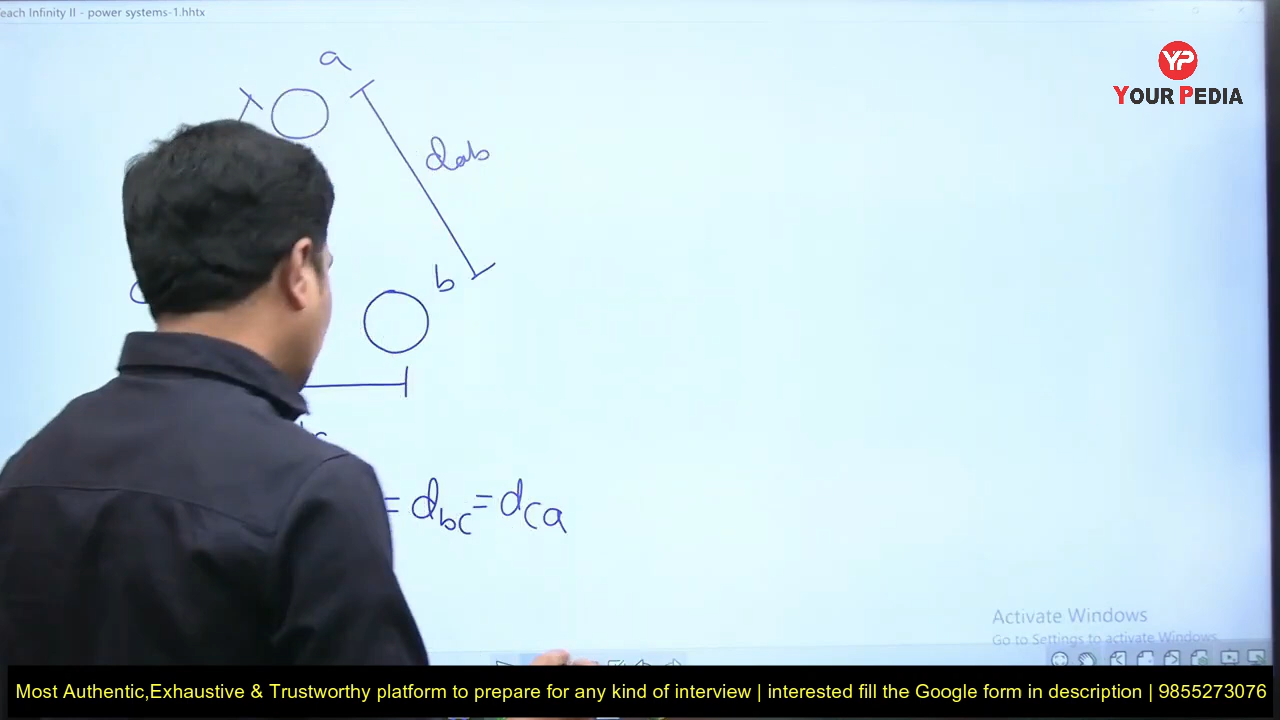 each Infinity II - power systems-1.hhtx
YP
YOUR PEDIA
a
dab
b
= dbc = dca
Activate Windows
Go to Settings to activate Windows.
Most Authentic,Exhaustive & Trustworthy platform to prepare for any kind of interview | interested fill the Google form in description | 9855273076